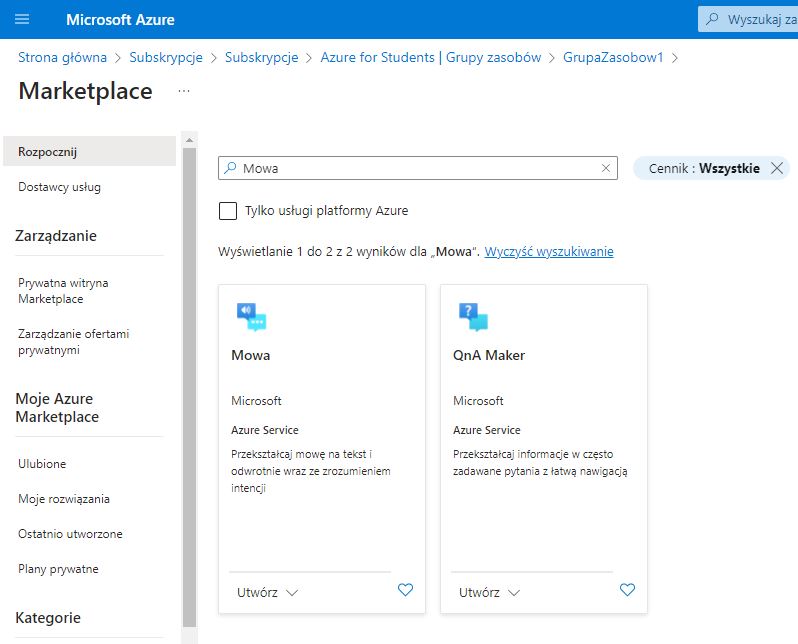 Microsoft Azure
Wyszukaj za
Strona główna > Subskrypcje > Subskrypcje > Azure for Students | Grupy zasobów > GrupaZasobow1 >
Marketplace ...
Rozpocznij
Dostawcy usług
Zarządzanie
Prywatna witryna
Marketplace
Zarządzanie ofertami
prywatnymi
Moje Azure
Marketplace
Ulubione
Moje rozwiązania
Ostatnio utworzone
Plany prywatne
Kategorie
Mowa
Cennik : Wszystkie
Tylko usługi platformy Azure
Wyświetlanie 1 do 2 z 2 wyników dla „Mowa”. Wyczyść wyszukiwanie
Mowa
Microsoft
Azure Service
Przekształcaj mowę na tekst i
odwrotnie wraz ze zrozumieniem
intencji
Utwórz
QnA Maker
Microsoft
Azure Service
Przekształcaj informacje w często
zadawane pytania z łatwą nawigacją
Utwórz